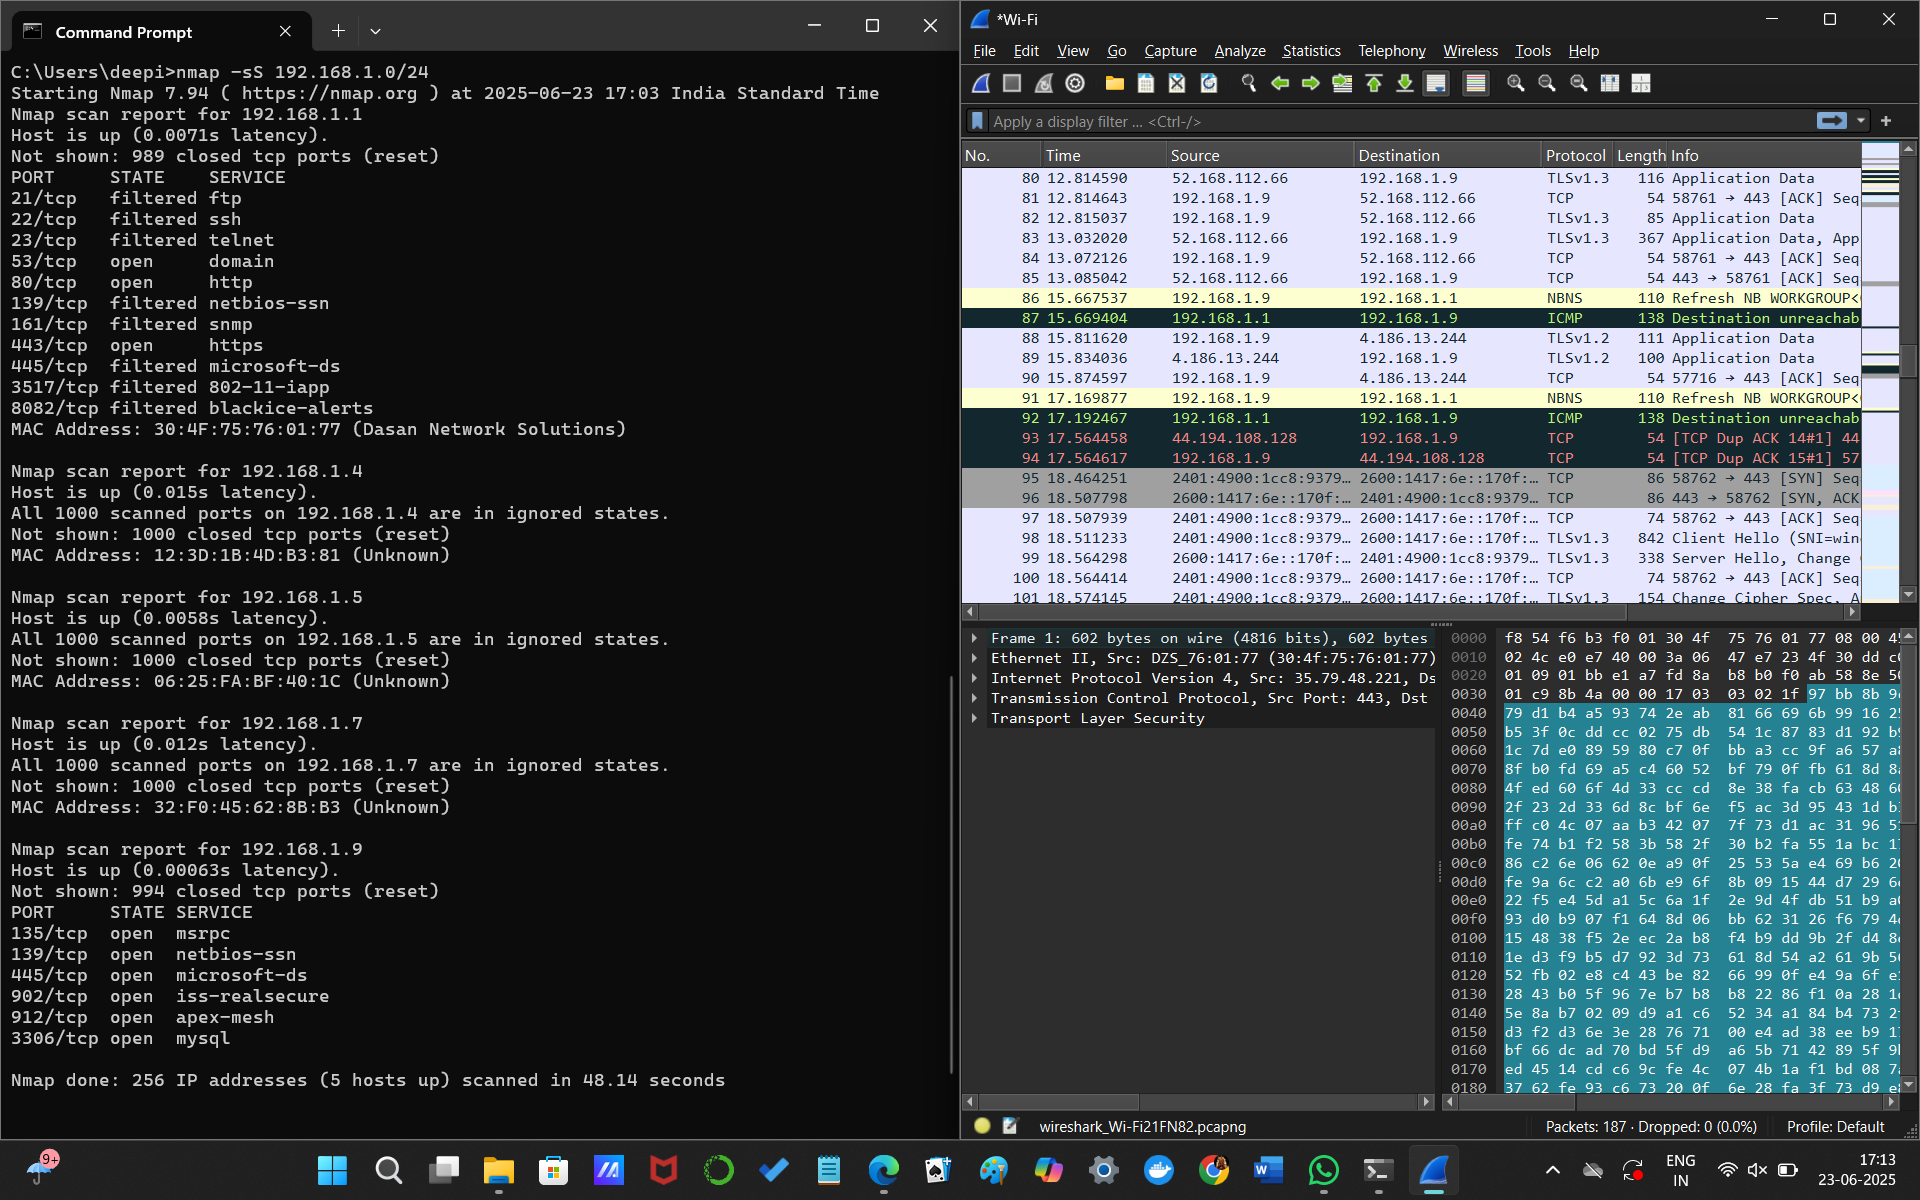 Command Prompt
C:\Users\deepi>nmap -sS 192.168.1.0/24
Starting Nmap 7.94 ( https://nmap.org ) at 2025-06-23 17:03 India Standard Time
Nmap scan report for 192.168.1.1
Host is up (0.0071s latency).
Not shown: 989 closed tcp ports (reset)
PORT STATE SERVICE
21/tcp filtered ftp
22/tcp filtered ssh
23/tcp filtered telnet
53/tcp open domain
80/tcp open http
139/tcp filtered netbios-ssn
161/tcp filtered snmp
443/tcp open https
445/tcp filtered microsoft-ds
3517/tcp filtered 802-11-iapp
8082/tcp filtered blackice-alerts
MAC Address: 30:4F:75:76:01:77 (Dasan Network Solutions)
Nmap scan report for 192.168.1.4
Host is up (0.015s latency).
All 1000 scanned ports on 192.168.1.4 are in ignored states.
Not shown: 1000 closed tcp ports (reset)
MAC Address: 12:3D:1B:4D:B3:81 (Unknown)
Nmap scan report for 192.168.1.5
Host is up (0.0058s latency).
All 1000 scanned ports on 192.168.1.5 are in ignored states.
Not shown: 1000 closed tcp ports (reset)
MAC Address: 06:25:FA:BF:40:1C (Unknown)
Nmap scan report for 192.168.1.7
Host is up (0.012s latency).
All 1000 scanned ports on 192.168.1.7 are in ignored states.
Not shown: 1000 closed tcp ports (reset)
MAC Address: 32:F0:45:62:8B:B3 (Unknown)
Nmap scan report for 192.168.1.9
Host is up (0.00063s latency).
Not shown: 994 closed tcp ports (reset)
PORT STATE SERVICE
135/tcp open msrpc
139/tcp open netbios-ssn
445/tcp open microsoft-ds
902/tcp open iss-realsecure
912/tcp open apex-mesh
3306/tcp open mysql
Nmap done: 256 IP addresses (5 hosts up) scanned in 48.14 seconds
*Wi-Fi
File Edit View Go Capture Analyze Statistics Telephony Wireless Tools Help
Apply a display filter ... <Ctrl-/>
No. Time Source Destination Protocol Length Info
80 12.814590 52.168.112.66 192.168.1.9 TLSv1.3 116 Application Data
81 12.814643 192.168.1.9 52.168.112.66 TCP 54 58761 → 443 [ACK] Seq
82 12.815037 192.168.1.9 52.168.112.66 TLSv1.3 85 Application Data
83 13.032020 52.168.112.66 192.168.1.9 TLSv1.3 367 Application Data, App
84 13.072126 192.168.1.9 52.168.112.66 TCP 54 58761 → 443 [ACK] Seq
85 13.085042 52.168.112.66 192.168.1.9 TCP 54 443 → 58761 [ACK] Seq
86 15.667537 192.168.1.9 192.168.1.1 NBNS 110 Refresh NB WORKGROUP<
87 15.669404 192.168.1.1 192.168.1.9 ICMP 138 Destination unreachab
88 15.811620 192.168.1.9 4.186.13.244 TLSv1.2 111 Application Data
89 15.834036 4.186.13.244 192.168.1.9 TLSv1.2 100 Application Data
90 15.874597 192.168.1.9 4.186.13.244 TCP 54 57716 → 443 [ACK] Seq
91 17.169877 192.168.1.9 192.168.1.1 NBNS 110 Refresh NB WORKGROUP<
92 17.192467 192.168.1.1 192.168.1.9 ICMP 138 Destination unreachab
93 17.564458 44.194.108.128 192.168.1.9 TCP 54 [TCP Dup ACK 14#1] 44
94 17.564617 192.168.1.9 44.194.108.128 TCP 54 [TCP Dup ACK 15#1] 57
95 18.464251 2401:4900:1cc8:9379… 2600:1417:6e::170f:… TCP 86 58762 → 443 [SYN] Seq
96 18.507798 2600:1417:6e::170f:… 2401:4900:1cc8:9379… TCP 86 443 → 58762 [SYN, ACK
97 18.507939 2401:4900:1cc8:9379… 2600:1417:6e::170f:… TCP 74 58762 → 443 [ACK] Seq
98 18.511233 2401:4900:1cc8:9379… 2600:1417:6e::170f:… TLSv1.3 842 Client Hello (SNI=win
99 18.564298 2600:1417:6e::170f:… 2401:4900:1cc8:9379… TLSv1.3 338 Server Hello, Change
100 18.564414 2401:4900:1cc8:9379… 2600:1417:6e::170f:… TCP 74 58762 → 443 [ACK] Seq
101 18.574145 2401:4900:1cc8:9379… 2600:1417:6e::170f:… TLSv1.3 154 Change Cipher Spec, A
Frame 1: 602 bytes on wire (4816 bits), 602 bytes
Ethernet II, Src: DZS_76:01:77 (30:4f:75:76:01:77)
Internet Protocol Version 4, Src: 35.79.48.221, Ds
Transmission Control Protocol, Src Port: 443, Dst
Transport Layer Security
0000 f8 54 f6 b3 f0 01 30 4f 75 76 01 77 08 00
0010 02 4c e0 e7 40 00 3a 06 47 e7 23 4f 30 dd
0020 01 09 01 bb e1 a7 fd 8a b8 b0 f0 ab 58 8e
0030 01 c9 8b 4a 00 00 17 03 03 02 1f 97 bb 8b
0040 79 d1 b4 a5 93 74 2e ab 81 66 69 6b 99 16
0050 b5 3f 0c dd cc 02 75 db 54 1c 87 83 d1 92
0060 1c 7d e0 89 59 80 c7 0f bb a3 cc 9f a6 57
0070 8f b0 fd 69 a5 c4 60 52 bf 79 0f fb 61 8d
0080 4f ed 60 6f 4d 33 cc cd 8e 38 fa cb 63 48
0090 2f 23 2d 33 6d 8c bf 6e f5 ac 3d 95 43 1d
00a0 ff c0 4c 07 aa b3 42 07 7f 73 d1 ac 31 96
00b0 fe 74 b1 f2 58 3b 58 2f 30 b2 fa 55 1a bc
00c0 86 c2 6e 06 62 0e a9 0f 25 53 5a e4 69 b6
00d0 fe 9a 6c c2 a0 6b e9 6f 8b 09 15 44 d7 29
00e0 22 f5 e4 5d a1 5c 6a 1f 2e 9d 4f db 51 b9
00f0 93 d0 b9 07 f1 64 8d 06 bb 62 31 26 f6 79
0100 15 48 38 f5 2e ec 2a b8 f4 b9 dd 9b 2f d4
0110 1e d3 f9 b5 d7 92 3d 73 61 8d 54 a2 61 9b
0120 52 fb 02 e8 c4 43 be 82 66 99 0f e4 9a 6f
0130 28 43 b0 5f 96 7e b7 b8 b8 22 86 f1 0a 28
0140 5e 8a b7 02 09 d9 a1 c6 52 34 a1 84 b4 73
0150 d3 f2 d3 6e 3e 28 76 71 00 e4 ad 38 ee b9
0160 bf 66 dc ad 70 bd 5f d9 a6 5b 71 42 89 5f
0170 ed 45 14 cd c6 9c fe 4c 07 4b 1a f1 bd 08
0180 37 62 fe 93 c6 73 20 0f 6e 28 fa 3f 73 d9
wireshark_Wi-Fi21FN82.pcapng
Packets: 187 · Dropped: 0 (0.0%)
Profile: Default
9+
ENG
IN
17:13
23-06-2025